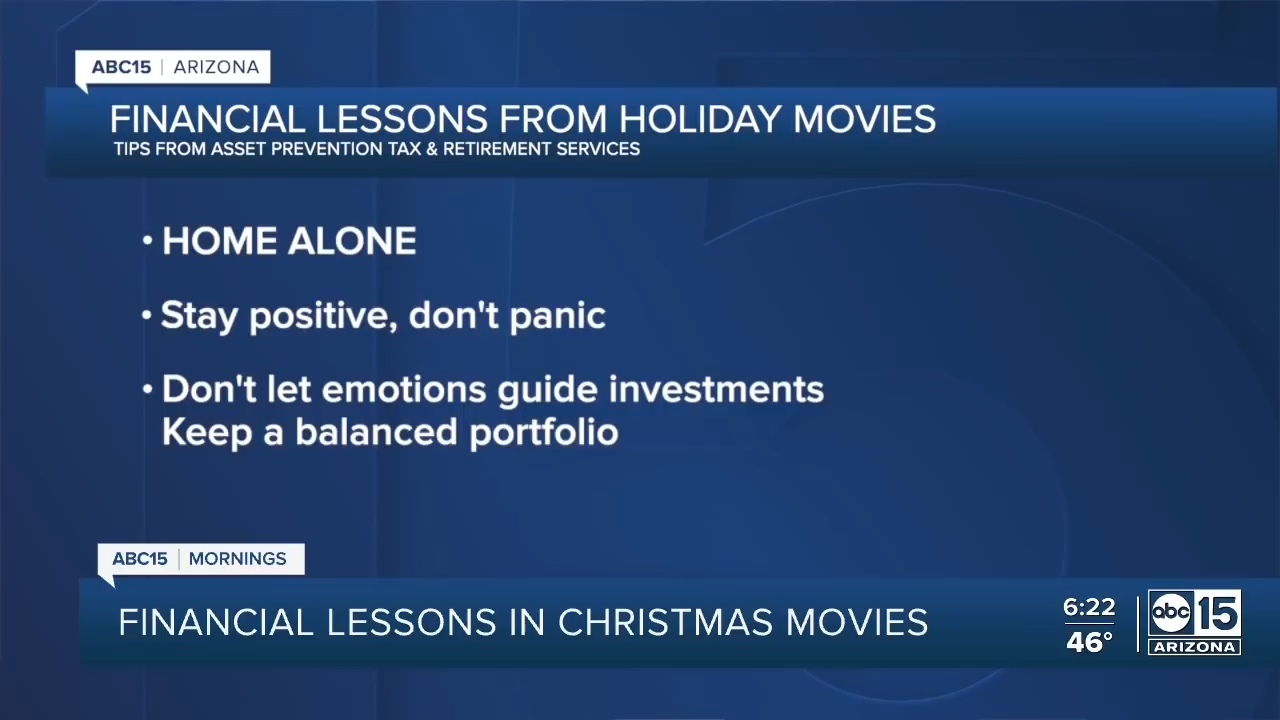 ABC15 | ARIZONA
FINANCIAL LESSONS FROM HOLIDAY MOVIES
TIPS FROM ASSET PREVENTION TAX & RETIREMENT SERVICES
• HOME ALONE
• Stay positive, don't panic
• Don't let emotions guide investments
Keep a balanced portfolio
ABC15 | MORNINGS
FINANCIAL LESSONS IN CHRISTMAS MOVIES
6:22
46°
abc 15
ARIZONA